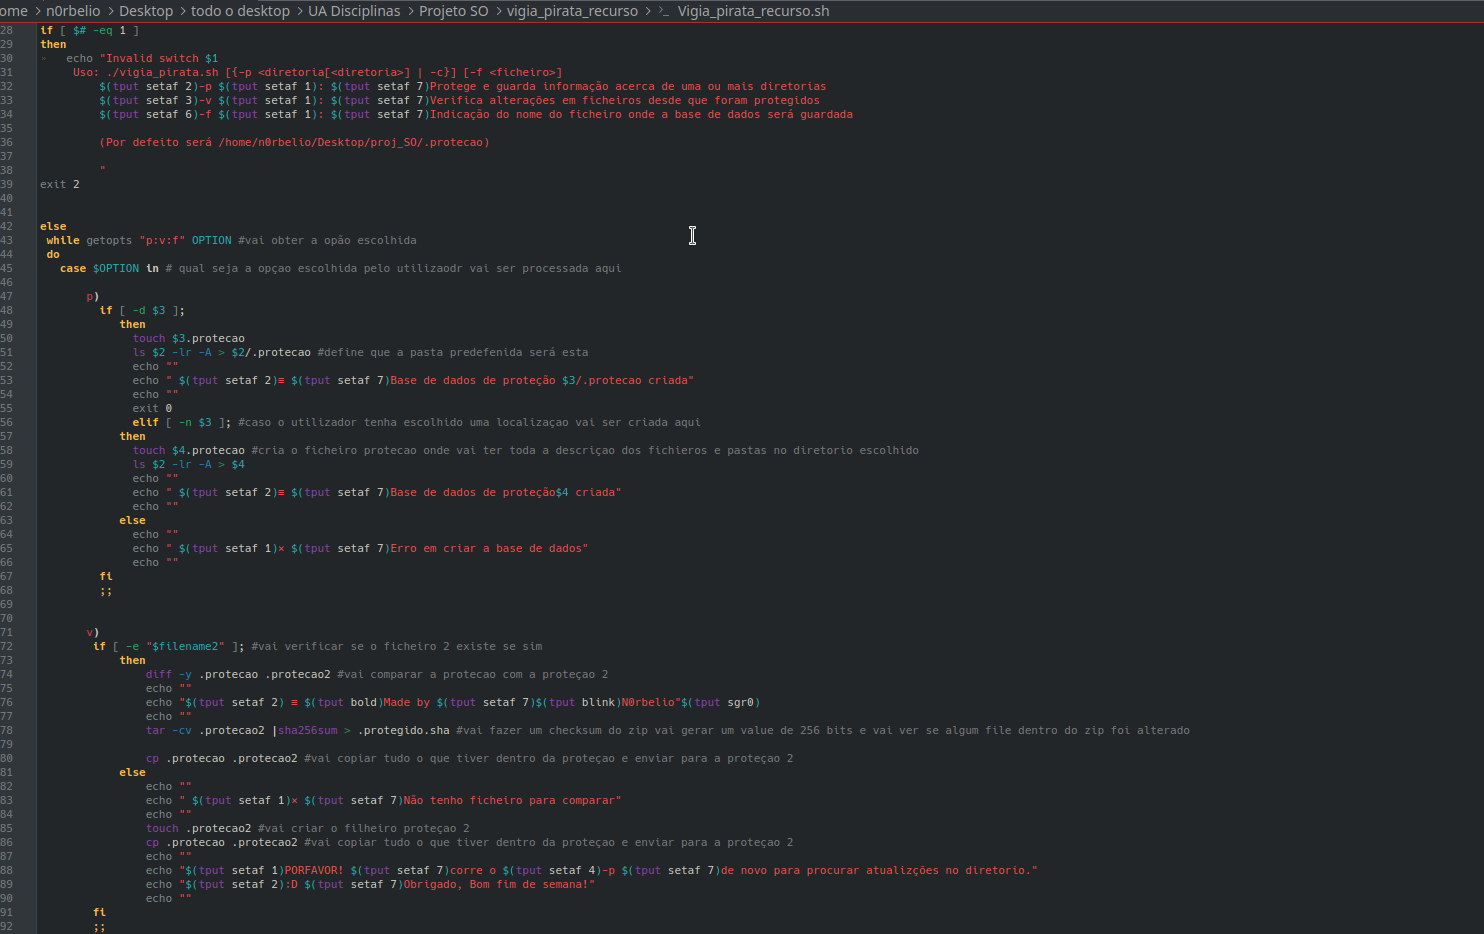 ome > n0rbelio > Desktop > todo o desktop > UA Disciplinas > Projeto SO > vigia_pirata_recurso > Vigia_pirata_recurso.sh
28 if [ $# -eq 1 ]
29 then
30 echo "Invalid switch $1
31 Uso: ./vigia_pirata.sh [{-p <diretoria[<diretoria>] | -c}] [-f <ficheiro>]
32 $(tput setaf 2)-p $(tput setaf 1): $(tput setaf 7)Protege e guarda informação acerca de uma ou mais diretorias
33 $(tput setaf 3)-v $(tput setaf 1): $(tput setaf 7)Verifica alterações em ficheiros desde que foram protegidos
34 $(tput setaf 6)-f $(tput setaf 1): $(tput setaf 7)Indicação do nome do ficheiro onde a base de dados será guardada
35
36 (Por defeito será /home/n0rbelio/Desktop/proj_SO/.protecao)
37
38 "
39 exit 2
40
41
42 else
43 while getopts "p:v:f" OPTION #vai obter a opão escolhida
44 do
45 case $OPTION in # qual seja a opçao escolhida pelo utilizaodr vai ser processada aqui
46
47 p)
48 if [ -d $3 ];
49 then
50 touch $3.protecao
51 ls $2 -lr -A > $2/.protecao #define que a pasta predefenida será esta
52 echo ""
53 echo " $(tput setaf 2)≡ $(tput setaf 7)Base de dados de proteção $3/.protecao criada"
54 echo ""
55 exit 0
56 elif [ -n $3 ]; #caso o utilizador tenha escolhido uma localizaçao vai ser criada aqui
57 then
58 touch $4.protecao #cria o ficheiro protecao onde vai ter toda a descriçao dos fichieros e pastas no diretorio escolhido
59 ls $2 -lr -A > $4
60 echo ""
61 echo " $(tput setaf 2)≡ $(tput setaf 7)Base de dados de proteção$4 criada"
62 echo ""
63 else
64 echo ""
65 echo " $(tput setaf 1)× $(tput setaf 7)Erro em criar a base de dados"
66 echo ""
67 fi
68 ;;
69
70
71 v)
72 if [ -e "$filename2" ]; #vai verificar se o ficheiro 2 existe se sim
73 then
74 diff -y .protecao .protecao2 #vai comparar a protecao com a proteçao 2
75 echo ""
76 echo "$(tput setaf 2) ≡ $(tput bold)Made by $(tput setaf 7)$(tput blink)N0rbelio"$(tput sgr0)
77 echo ""
78 tar -cv .protecao2 |sha256sum > .protegido.sha #vai fazer um checksum do zip vai gerar um value de 256 bits e vai ver se algum file dentro do zip foi alterado
79
80 cp .protecao .protecao2 #vai copiar tudo o que tiver dentro da proteçao e enviar para a proteçao 2
81 else
82 echo ""
83 echo " $(tput setaf 1)× $(tput setaf 7)Não tenho ficheiro para comparar"
84 echo ""
85 touch .protecao2 #vai criar o filheiro proteçao 2
86 cp .protecao .protecao2 #vai copiar tudo o que tiver dentro da proteçao e enviar para a proteçao 2
87 echo ""
88 echo "$(tput setaf 1)PORFAVOR! $(tput setaf 7)corre o $(tput setaf 4)-p $(tput setaf 7)de novo para procurar atualizções no diretorio."
89 echo "$(tput setaf 2):D $(tput setaf 7)Obrigado, Bom fim de semana!"
90 echo ""
91 fi
92 ;;